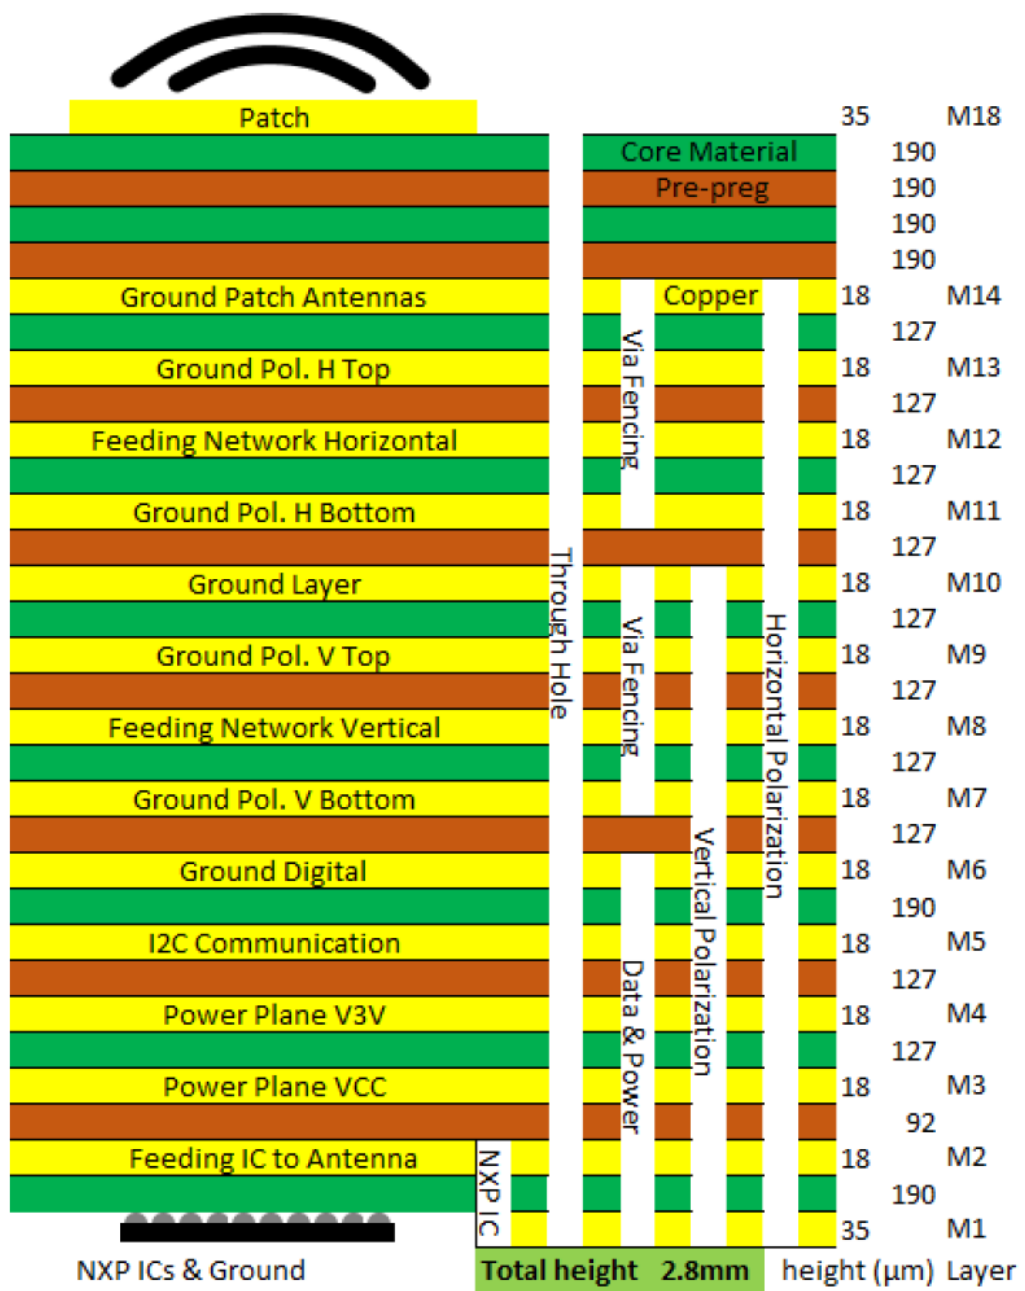 Patch 35 M18
Core Material 190
Pre-preg 190
190
190
Ground Patch Antennas Copper 18 M14
127
Ground Pol. H Top 18 M13
127
Feeding Network Horizontal 18 M12
127
Ground Pol. H Bottom 18 M11
127
Ground Layer 18 M10
127
Ground Pol. V Top 18 M9
127
Feeding Network Vertical 18 M8
127
Ground Pol. V Bottom 18 M7
127
Ground Digital 18 M6
190
I2C Communication 18 M5
127
Power Plane V3V 18 M4
127
Power Plane VCC 18 M3
92
Feeding IC to Antenna 18 M2
190
35 M1
Through Hole
Via Fencing
Via Fencing
Data & Power
Vertical Polarization
Horizontal Polarization
NXP IC
NXP ICs & Ground Total height 2.8mm height (µm) Layer